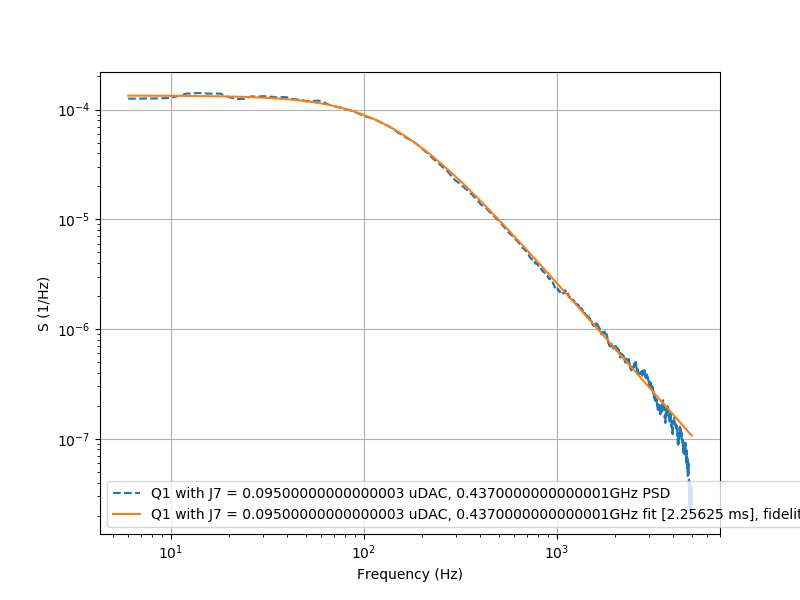 10⁻⁴
10⁻⁵
10⁻⁶
10⁻⁷
S (1/Hz)
Q1 with J7 = 0.09500000000000003 uDAC, 0.4370000000000001GHz PSD
Q1 with J7 = 0.09500000000000003 uDAC, 0.4370000000000001GHz fit [2.25625 ms], fidelit
10¹ 10² 10³
Frequency (Hz)